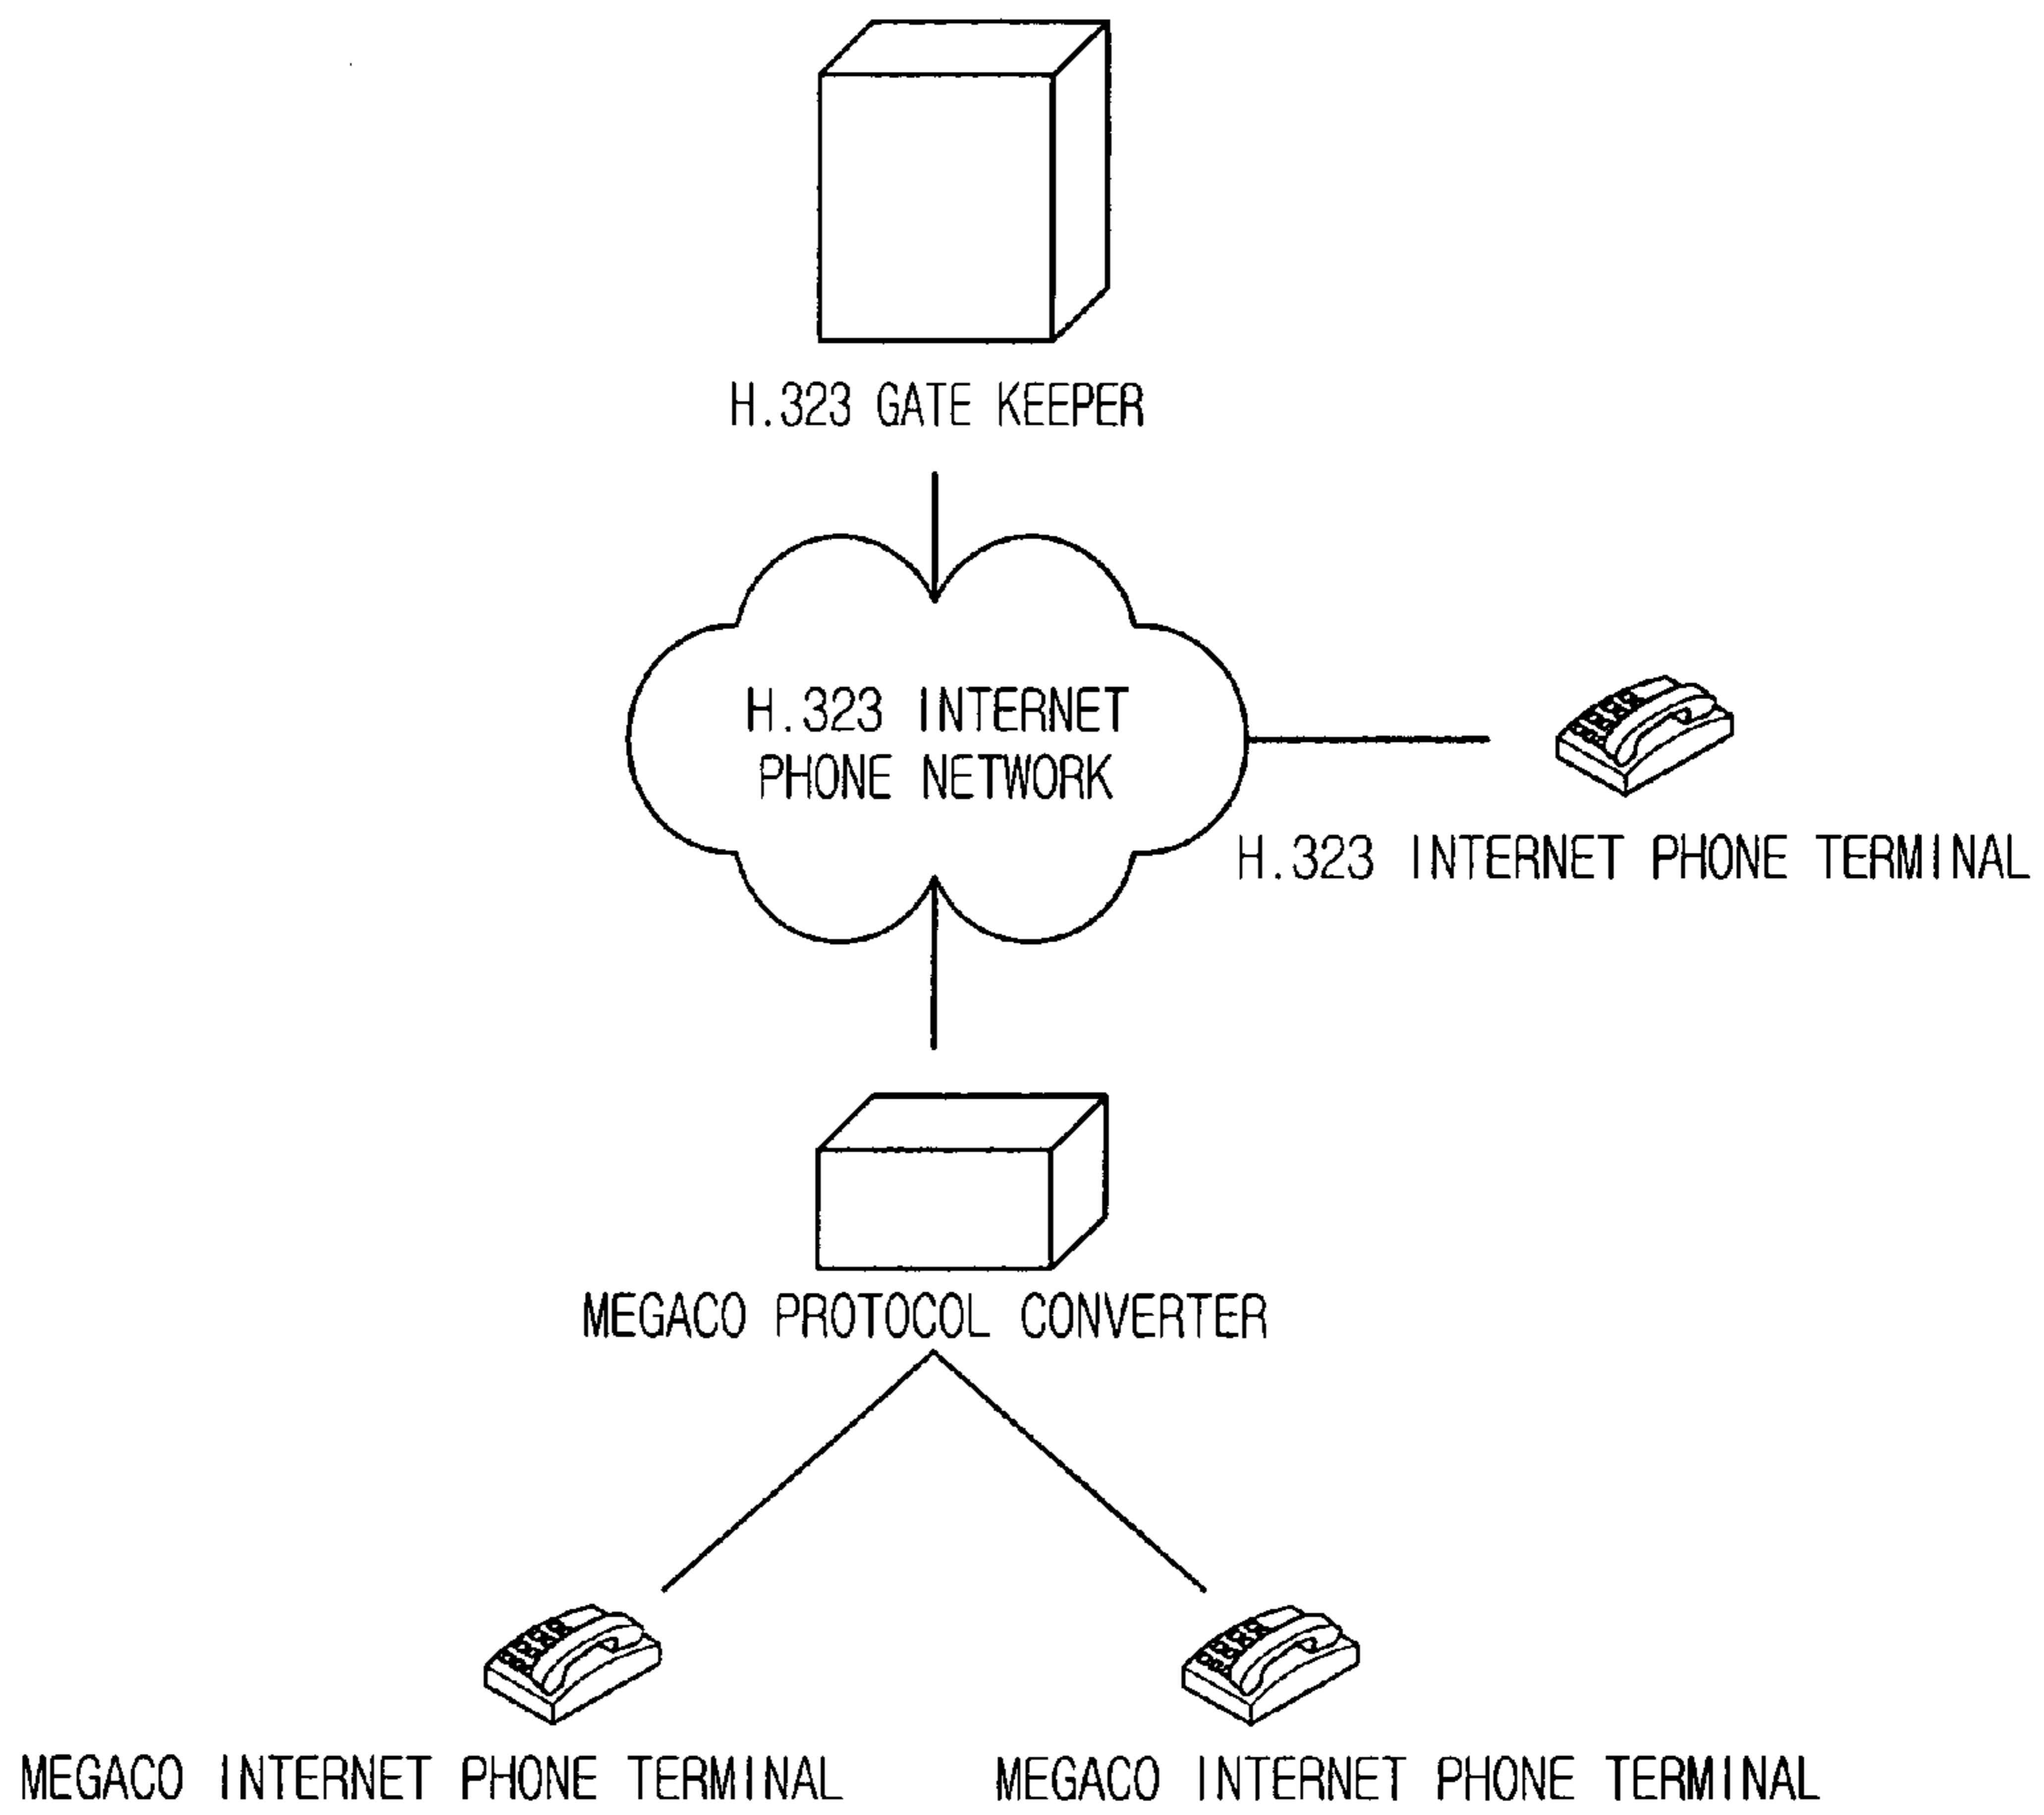 H.323 GATE KEEPER
H.323 INTERNET
PHONE NETWORK
H.323 INTERNET PHONE TERMINAL
MEGACO PROTOCOL CONVERTER
MEGACO INTERNET PHONE TERMINAL
MEGACO INTERNET PHONE TERMINAL